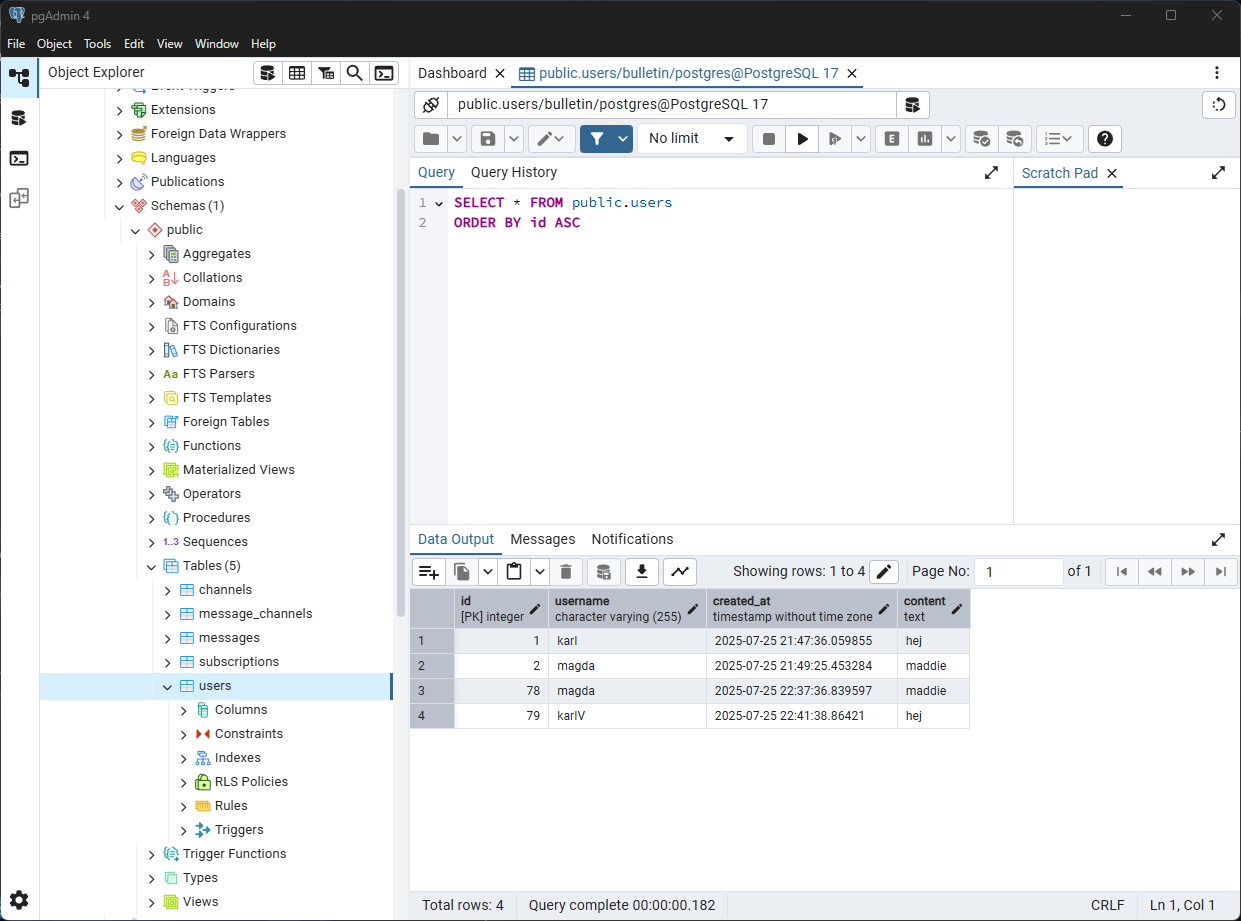 pgAdmin 4
File Object Tools Edit View Window Help
Object Explorer
Extensions
Foreign Data Wrappers
Languages
Publications
Schemas (1)
public
Aggregates
Collations
Domains
FTS Configurations
FTS Dictionaries
Aa FTS Parsers
FTS Templates
Foreign Tables
Functions
Materialized Views
Operators
Procedures
1..3 Sequences
Tables (5)
channels
message_channels
messages
subscriptions
users
Columns
Constraints
Indexes
RLS Policies
Rules
Triggers
Trigger Functions
Types
Views
Dashboard public.users/bulletin/postgres@PostgreSQL 17
public.users/bulletin/postgres@PostgreSQL 17
No limit E
Query Query History Scratch Pad
1 SELECT * FROM public.users
2 ORDER BY id ASC
Data Output Messages Notifications
Showing rows: 1 to 4 Page No: 1 of 1
id username created_at content
[PK] integer character varying (255) timestamp without time zone text
1 1 karl 2025-07-25 21:47:36.059855 hej
2 2 magda 2025-07-25 21:49:25.453284 maddie
3 78 magda 2025-07-25 22:37:36.839597 maddie
4 79 karlV 2025-07-25 22:41:38.86421 hej
Total rows: 4 Query complete 00:00:00.182 CRLF Ln 1, Col 1